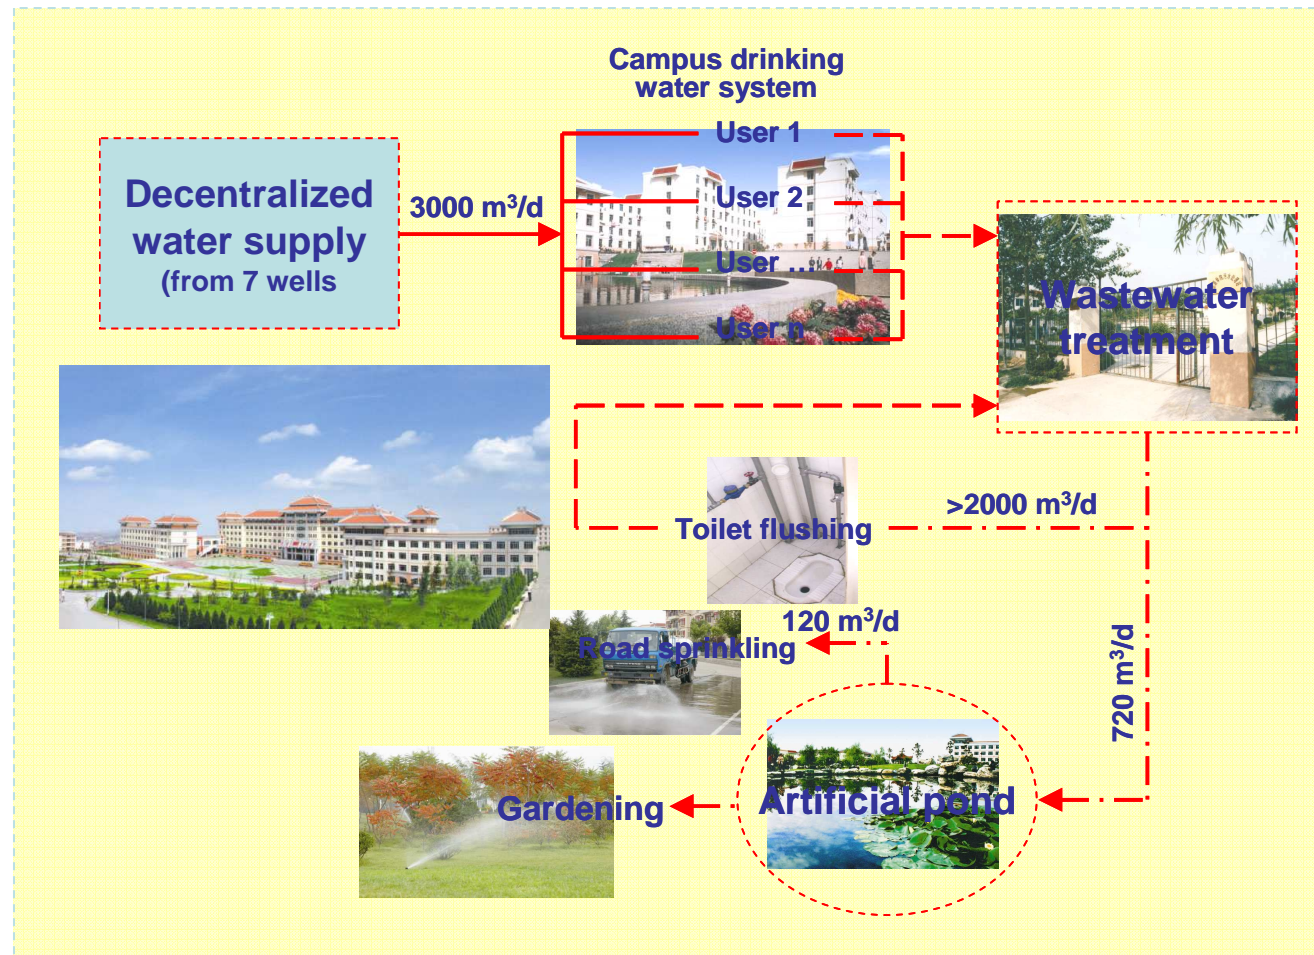 Campus drinking
water system
User 1
User 2
User ...
User n
Decentralized
water supply
(from 7 wells
3000 m³/d
Wastewater
treatment
Toilet flushing
>2000 m³/d
120 m³/d
Road sprinkling
720 m³/d
Artificial pond
Gardening